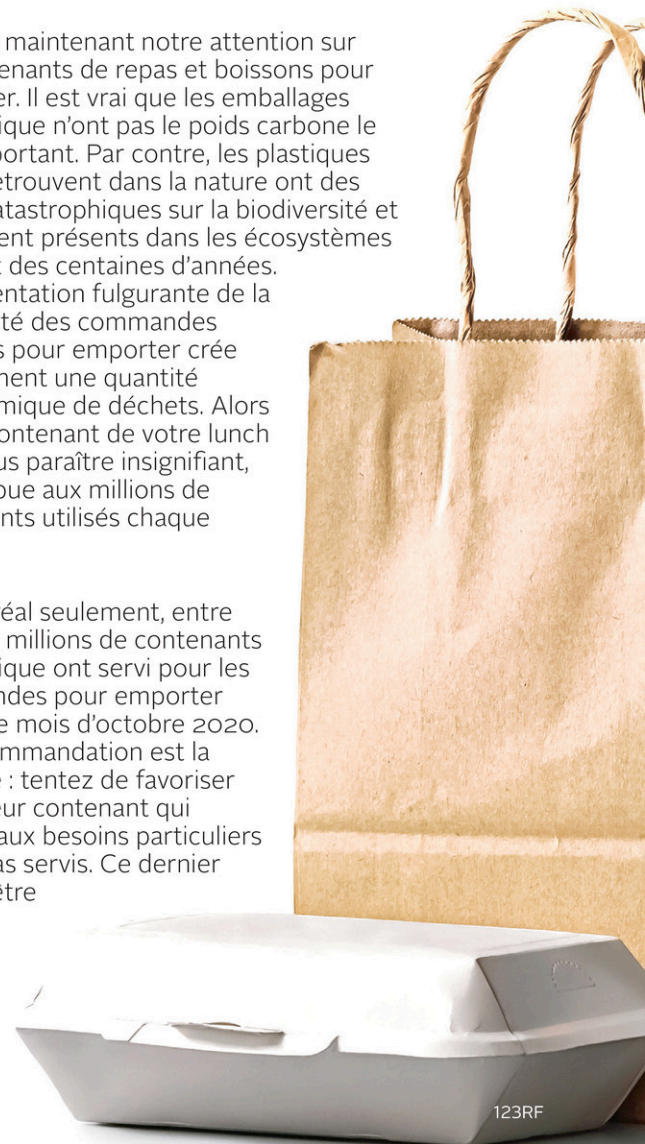 maintenant notre attention sur
enants de repas et boissons pour
er. Il est vrai que les emballages
ique n'ont pas le poids carbone le
portant. Par contre, les plastiques
etrouvent dans la nature ont des
atastrophiques sur la biodiversité et
ent présents dans les écosystèmes
t des centaines d'années.
entation fulgurante de la
ité des commandes
s pour emporter crée
ment une quantité
mique de déchets. Alors
ontenant de votre lunch
us paraître insignifiant,
bue aux millions de
nts utilisés chaque
réal seulement, entre
millions de contenants
ique ont servi pour les
ndes pour emporter
e mois d'octobre 2020.
mmandation est la
e : tentez de favoriser
eur contenant qui
aux besoins particuliers
as servis. Ce dernier
être
123RF